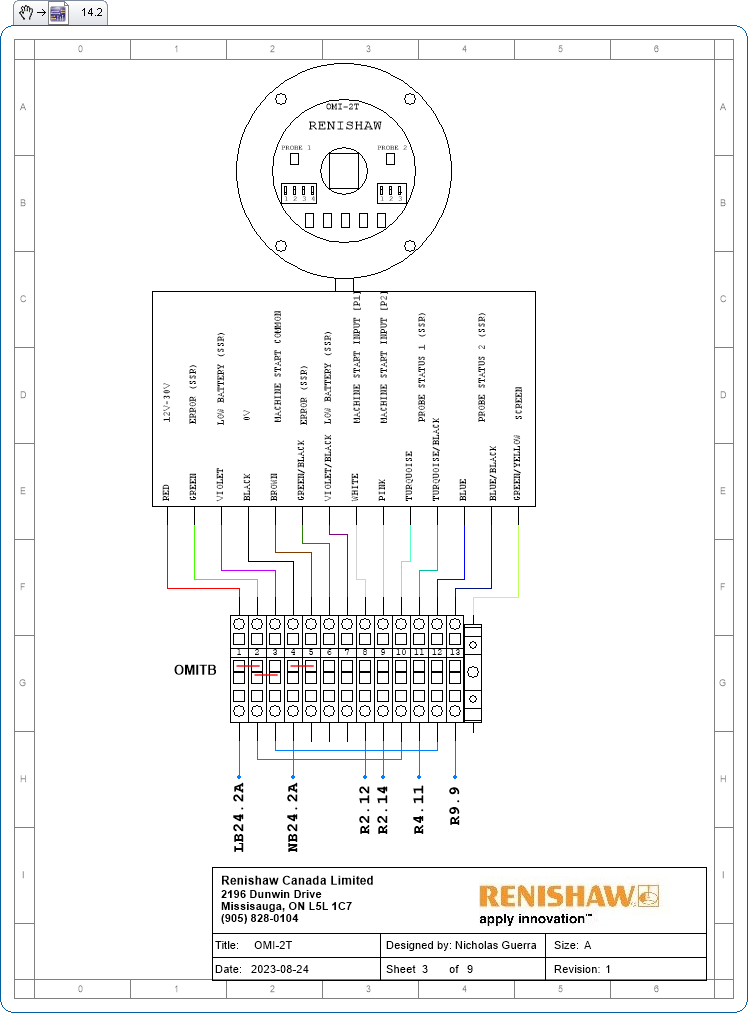 14.2
0 1 2 3 4 5 6
A A
B B
C C
D D
E E
F F
G G
H H
I I
OMI-2T
RENISHAW
PROBE 1 PROBE 2
1 2 3 4 1 2 3
12V-30V
ERROR (SSR)
LOW BATTERY (SSR)
0V
MACHINE START COMMON
ERROR (SSR)
LOW BATTERY (SSR)
MACHINE START INPUT [P1]
MACHINE START INPUT [P2]
PROBE STATUS 1 (SSR)
PROBE STATUS 2 (SSR)
SCREEN
RED
GREEN
VIOLET
BLACK
BROWN
GREEN/BLACK
VIOLET/BLACK
WHITE
PINK
TURQUOISE
TURQUOISE/BLACK
BLUE
BLUE/BLACK
GREEN/YELLOW
1 2 3 4 5 6 7 8 9 10 11 12 13
OMITB
LB24.2A
NB24.2A
R2.12
R2.14
R4.11
R9.9
Renishaw Canada Limited
2196 Dunwin Drive
Missisauga, ON L5L 1C7
(905) 828-0104
RENISHAW
apply innovation™
Title: OMI-2T
Designed by: Nicholas Guerra
Size: A
Date: 2023-08-24
Sheet 3 of 9
Revision: 1
0 1 2 3 4 5 6